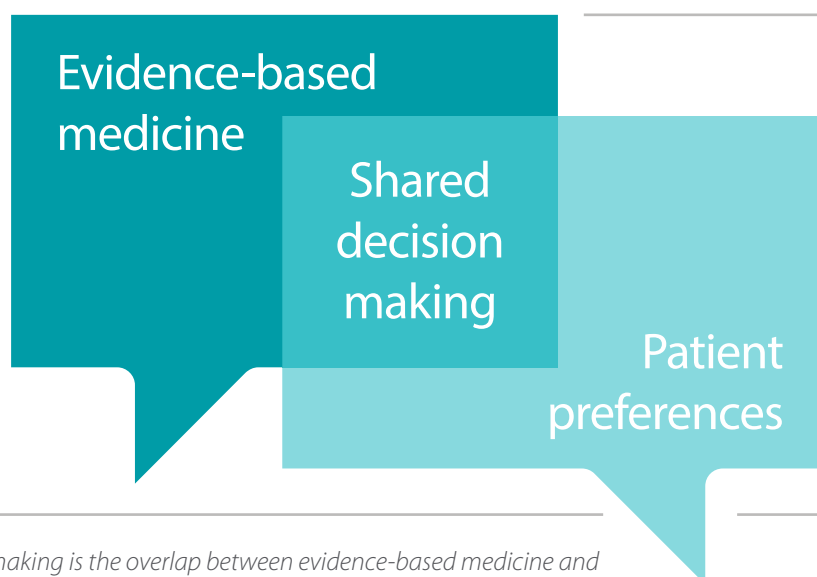 Evidence-based
medicine
Shared
decision
making
Patient
preferences
making is the overlap between evidence-based medicine and